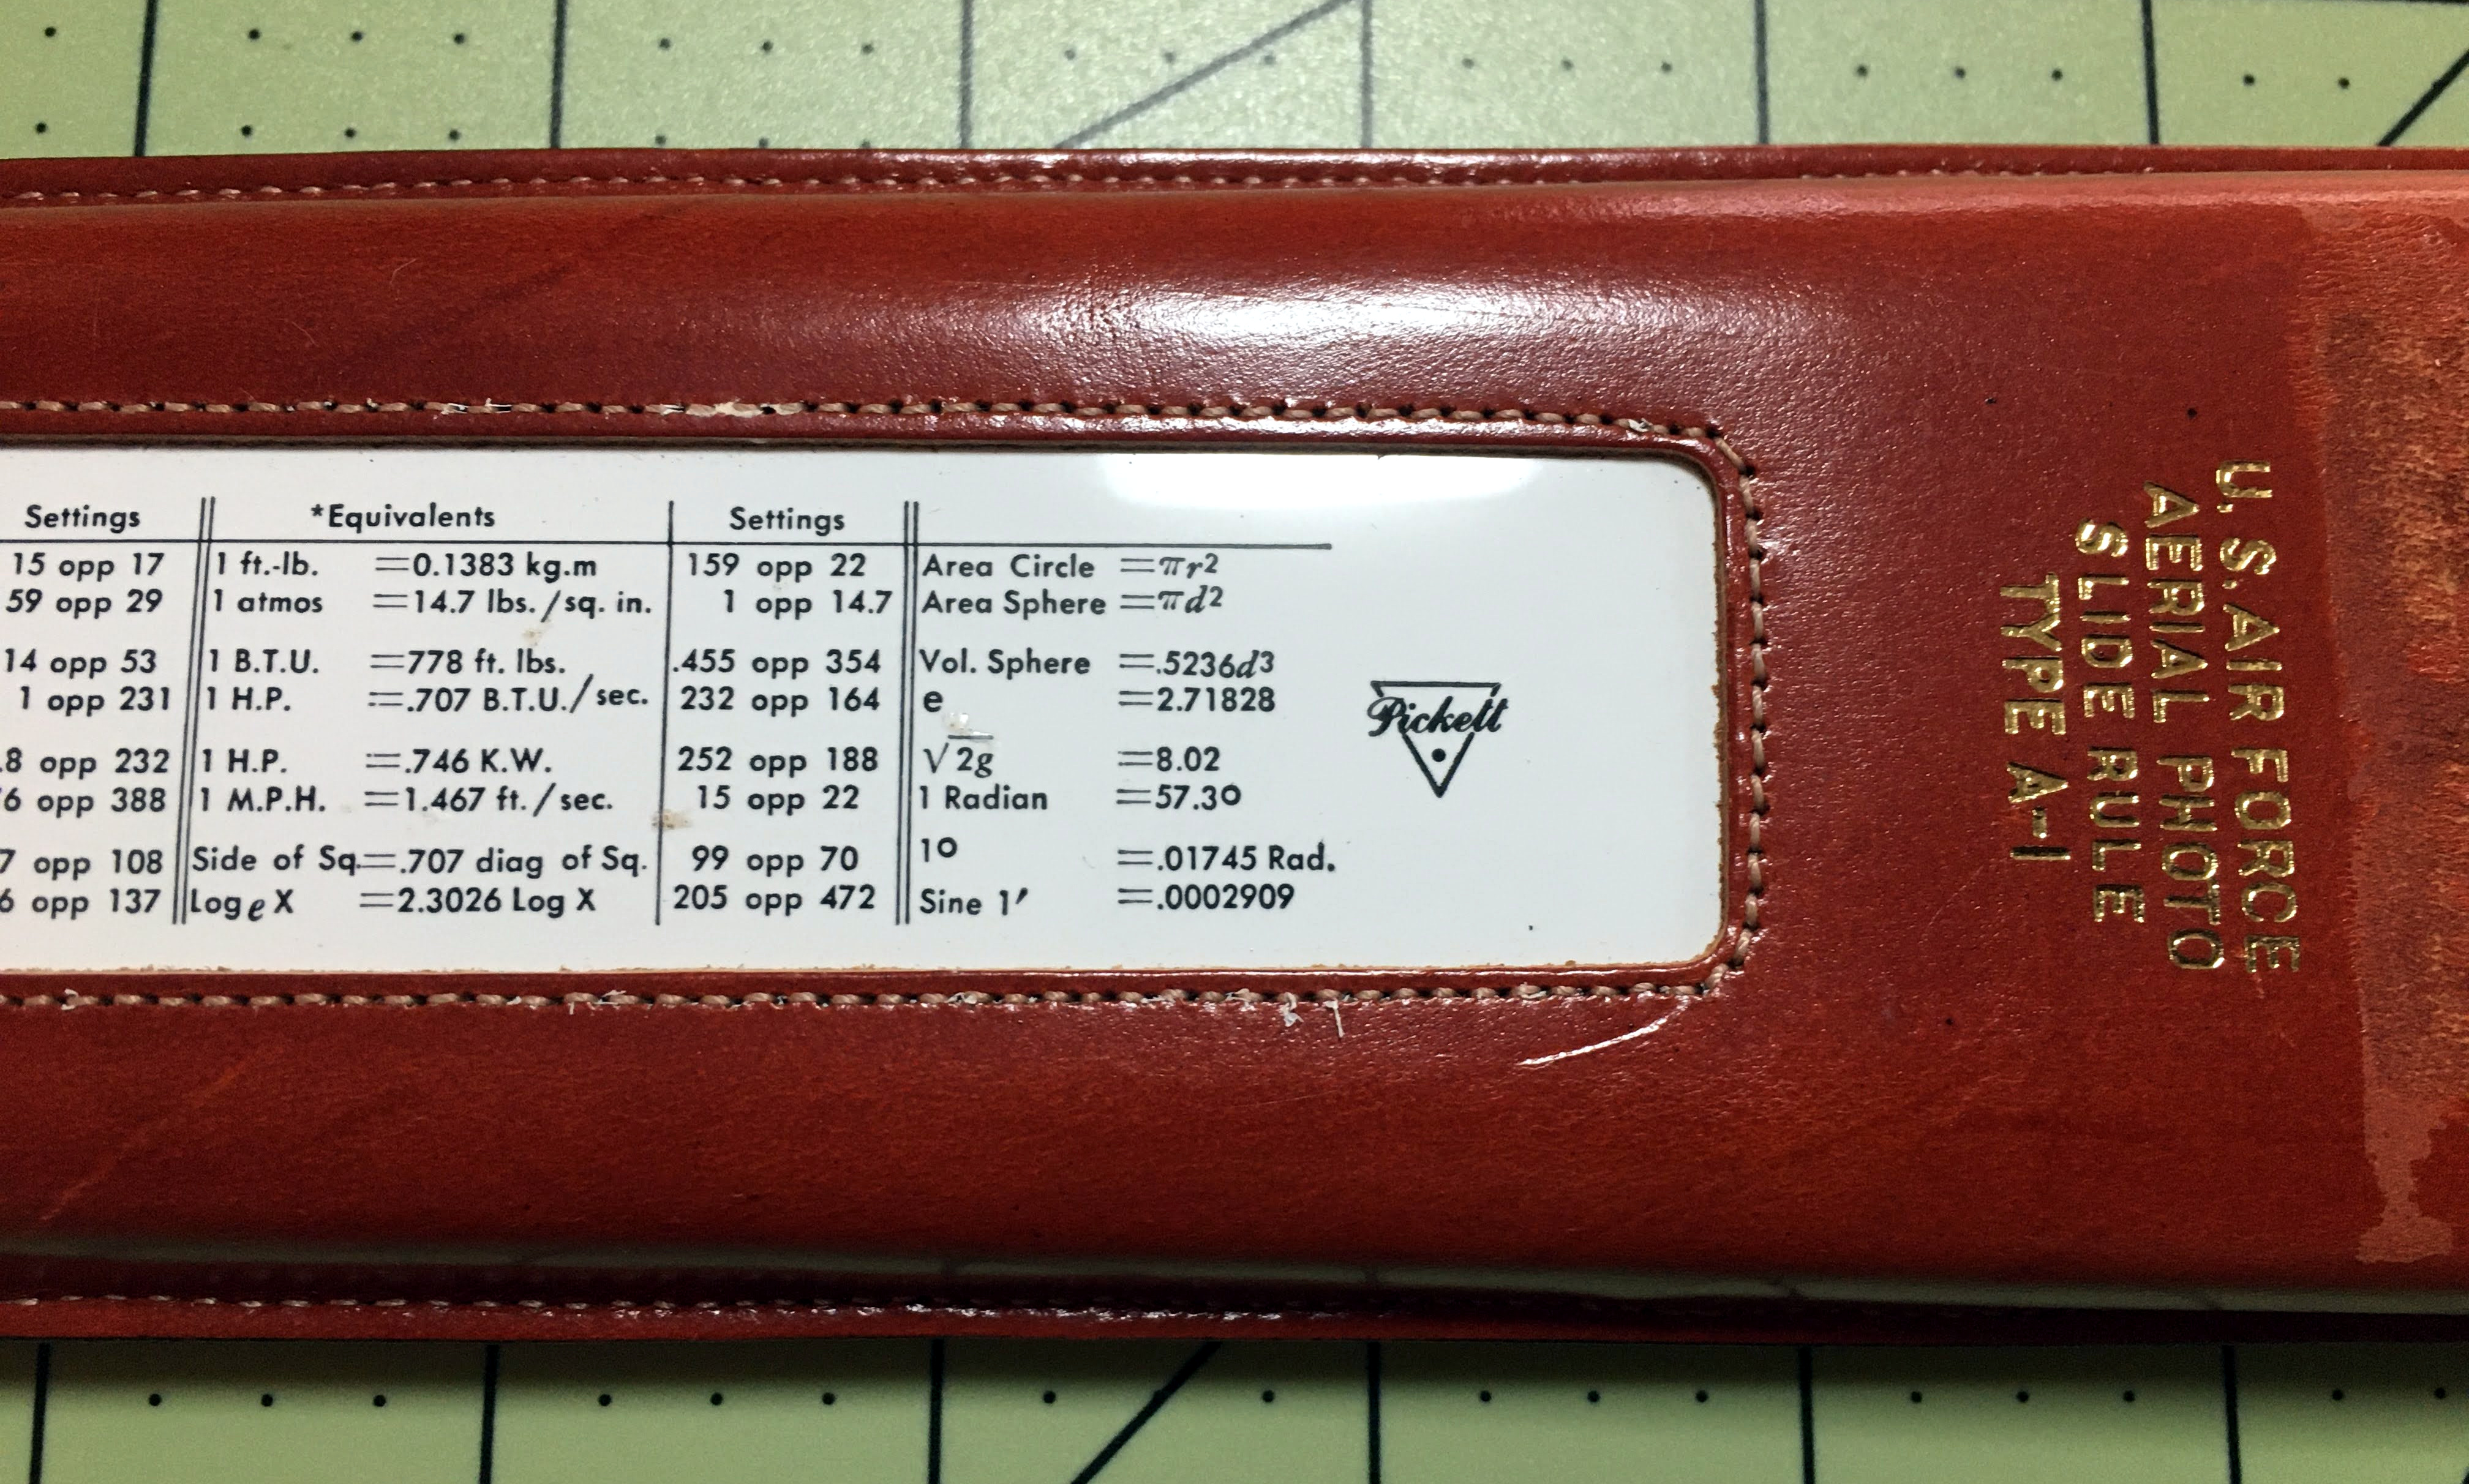 Settings *Equivalents Settings
15 opp 17 1 ft.-lb. =0.1383 kg.m 159 opp 22 Area Circle =πr2
59 opp 29 1 atmos =14.7 lbs./sq. in. 1 opp 14.7 Area Sphere =πd2
14 opp 53 1 B.T.U. =778 ft. lbs. .455 opp 354 Vol. Sphere =.5236d3
1 opp 231 1 H.P. =.707 B.T.U./sec. 232 opp 164 e =2.71828
8 opp 232 1 H.P. =.746 K.W. 252 opp 188 √2g =8.02
6 opp 388 1 M.P.H. =1.467 ft./sec. 15 opp 22 1 Radian =57.3°
7 opp 108 Side of Sq.=.707 diag of Sq. 99 opp 70 1° =.01745 Rad.
6 opp 137 Log e X =2.3026 Log X 205 opp 472 Sine 1′ =.0002909
Pickett
U.S. AIR FORCE
AERIAL PHOTO
SLIDE RULE
TYPE A-1